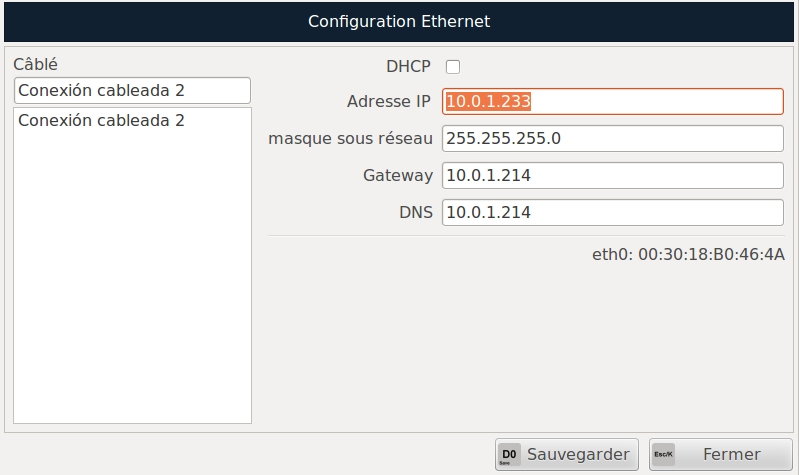 Configuration Ethernet
Câblé
Conexión cableada 2
Conexión cableada 2
DHCP
Adresse IP 10.0.1.233
masque sous réseau 255.255.255.0
Gateway 10.0.1.214
DNS 10.0.1.214
eth0: 00:30:18:B0:46:4A
D0 Save Sauvegarder
Esc/K Fermer